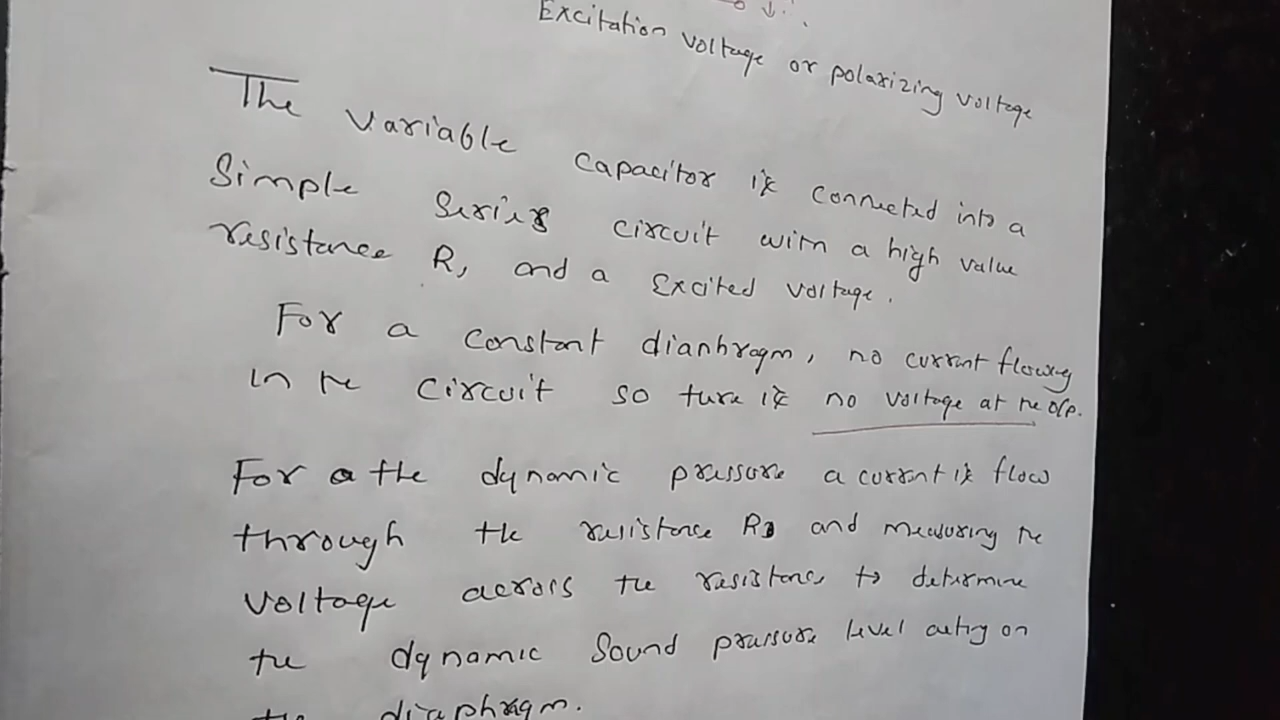 Excitation voltage or polarizing voltage
The variable capacitor is connected into a
Simple series circuit with a high value
resistance R, and a Excited voltage.
For a constant dianhragm, no current flowing
in the circuit so there is no voltage at the O/P.
For a the dynamic pressure a current is flow
through the resistance R and measuring the
voltage across the resistance to determine
the dynamic Sound pressure level acting on
the diaphragm.